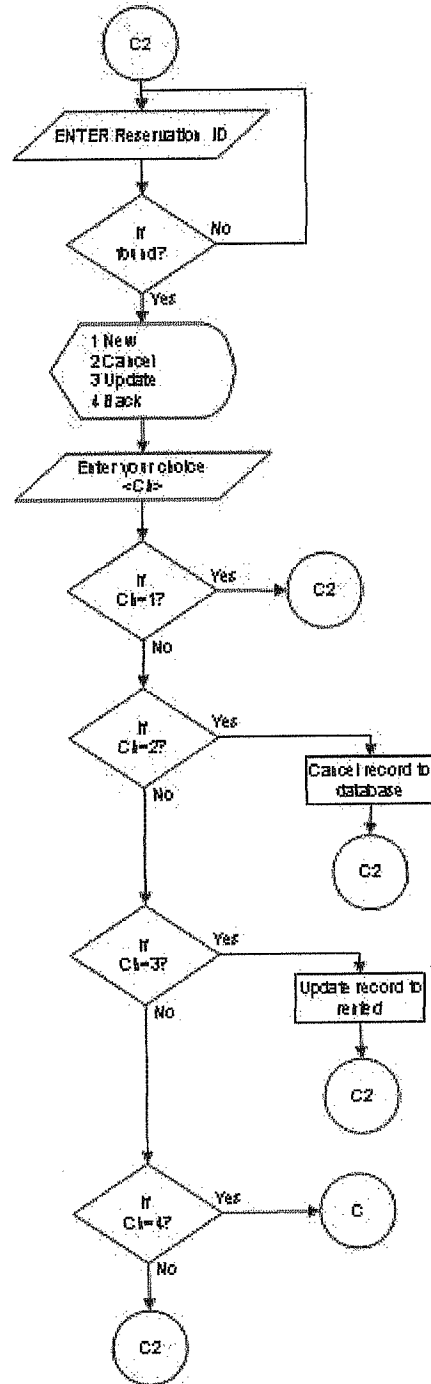 C2
ENTER Reservation ID
If
found?
No
Yes
1 New
2 Cancel
3 Update
4 Back
Enter your choice
<Ch>
If
Ch=1?
Yes
C2
No
If
Ch=2?
Yes
Cancel record to
database
No
C2
If
Ch=3?
Yes
Update record to
rented
No
C2
If
Ch=4?
Yes
C
No
C2